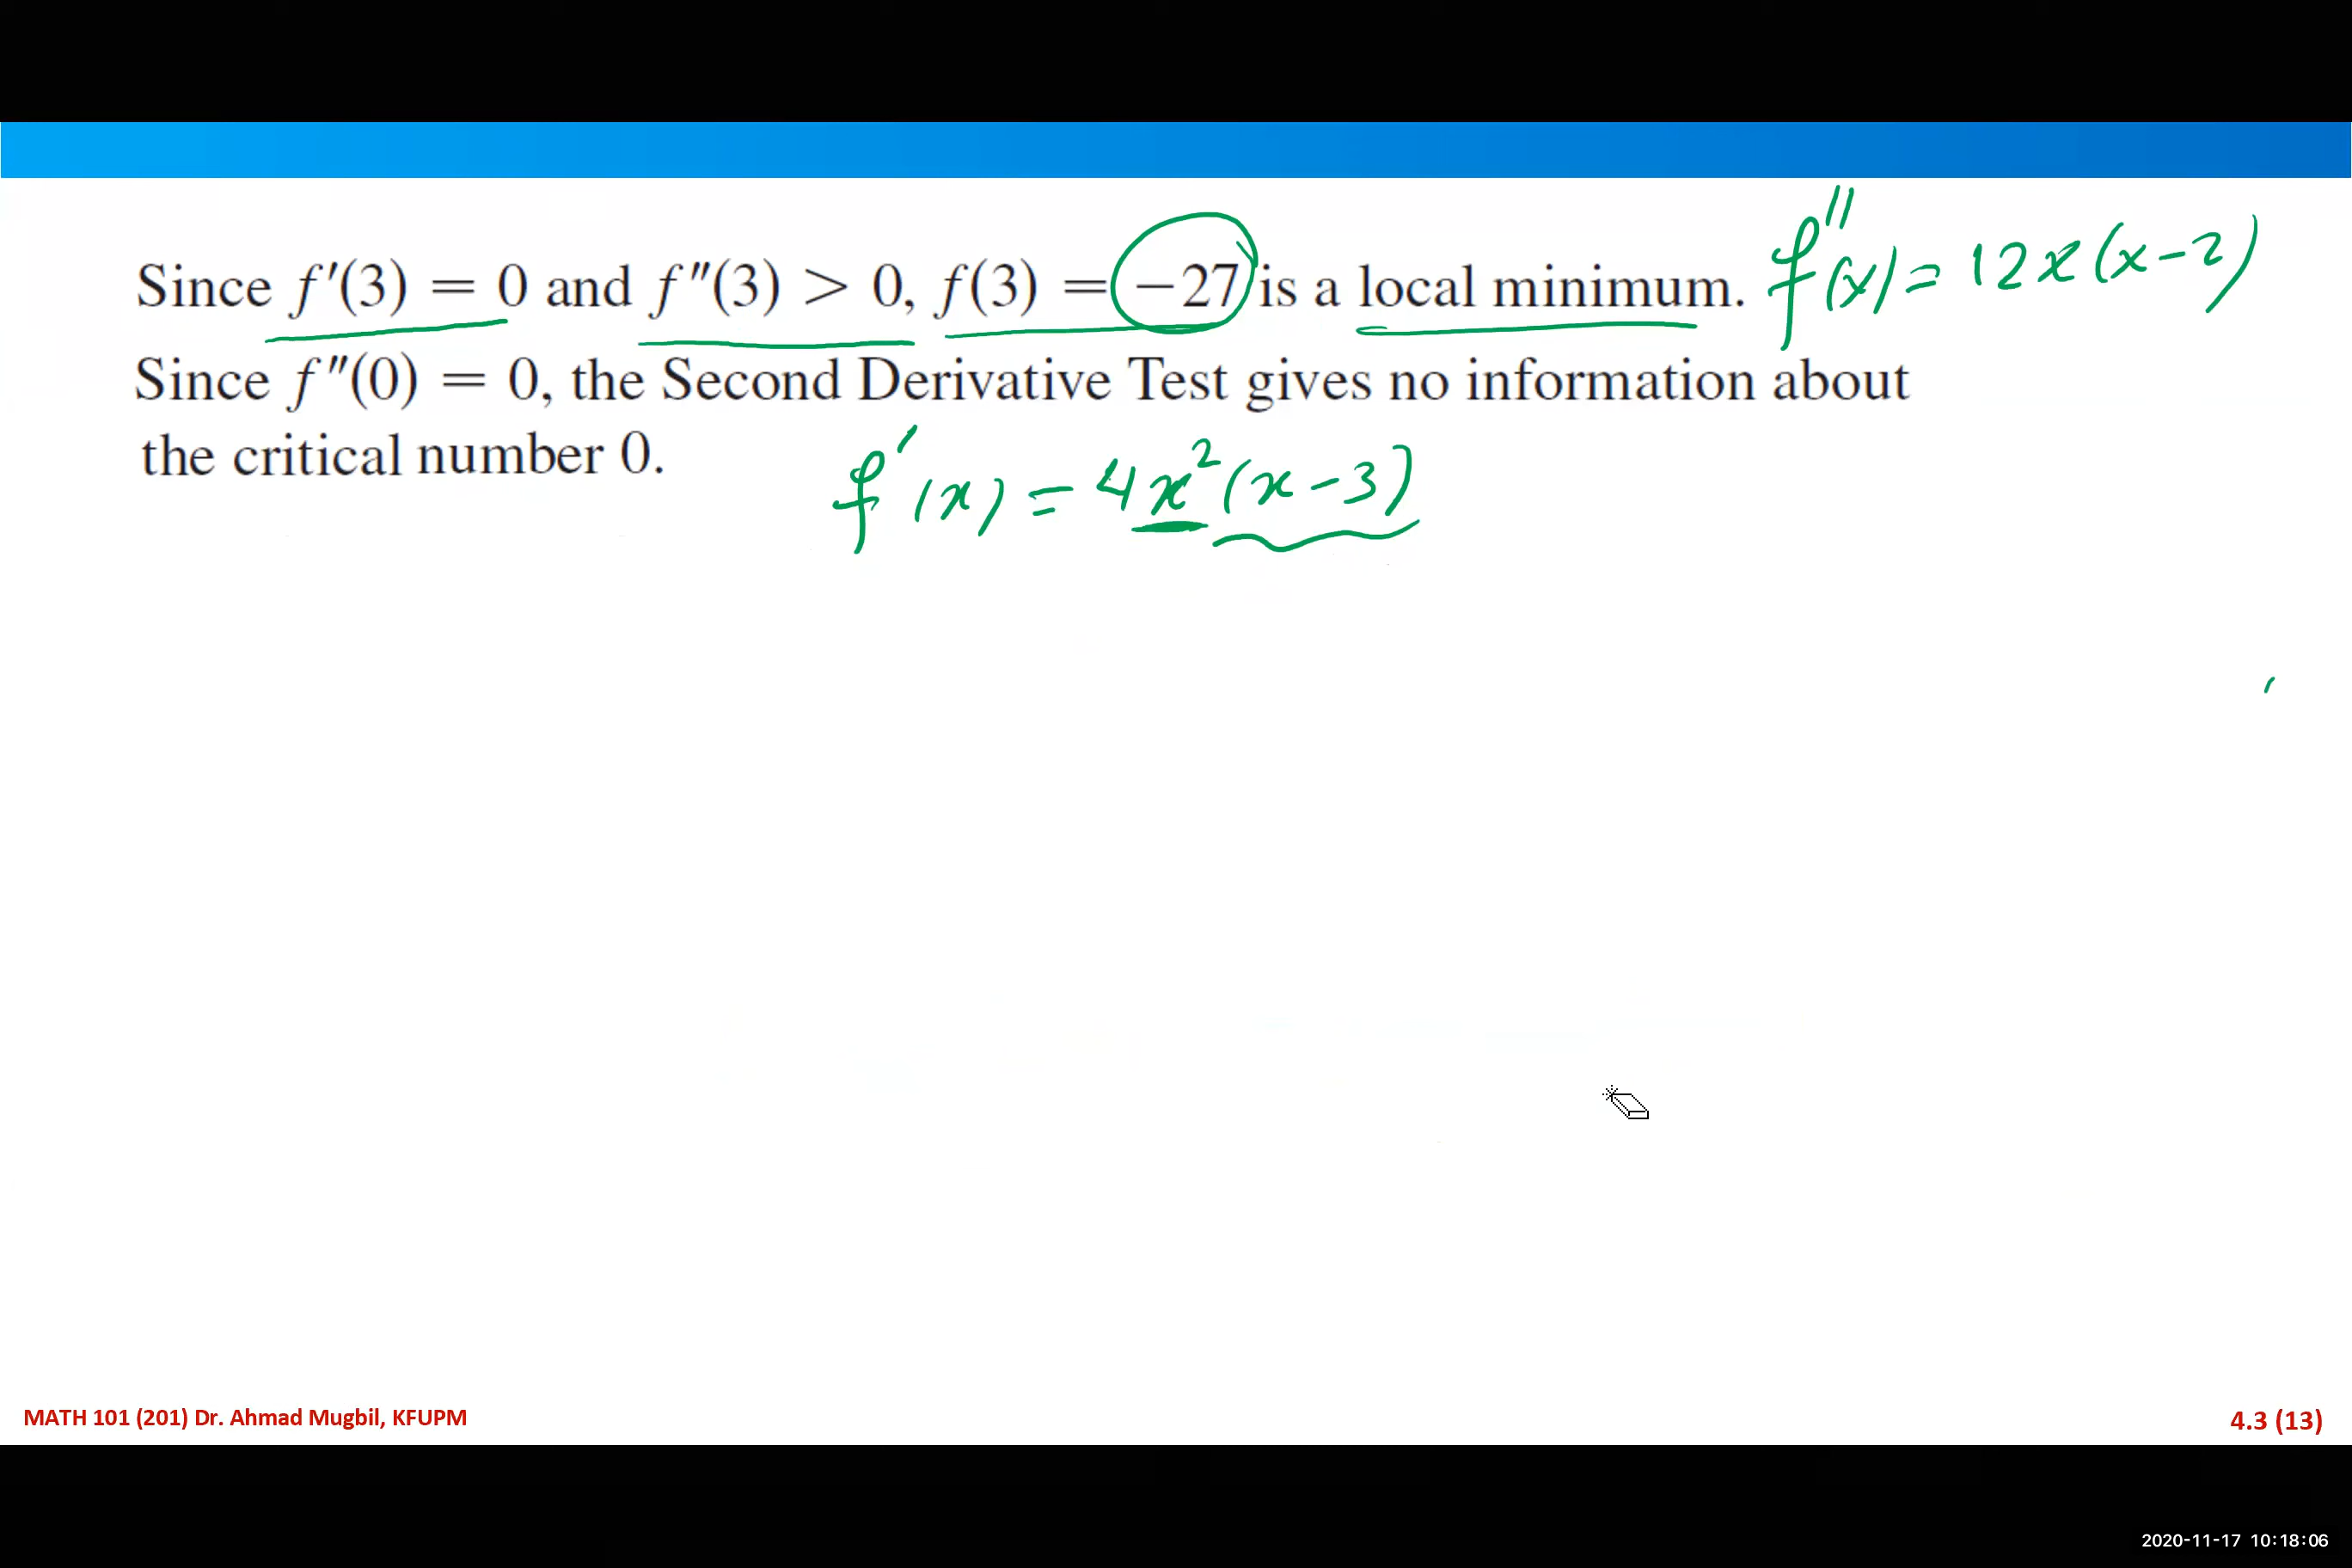 Since f′(3) = 0 and f″(3) > 0, f(3) = −27 is a local minimum. f″(x) = 12x(x−2)
Since f″(0) = 0, the Second Derivative Test gives no information about
the critical number 0.
f′(x) = 4x²(x−3)
MATH 101 (201) Dr. Ahmad Mugbil, KFUPM
4.3 (13)
2020-11-17 10:18:06